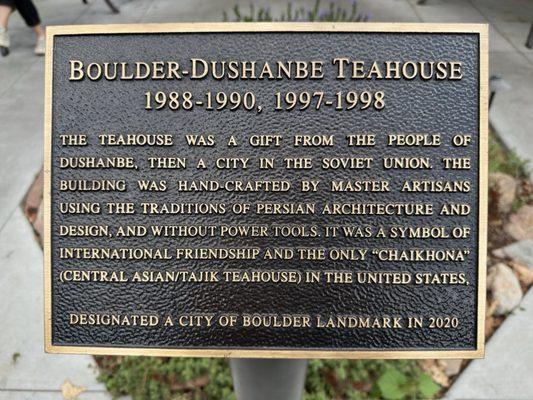 BOULDER-DUSHANBE TEAHOUSE
1988-1990, 1997-1998
THE TEAHOUSE WAS A GIFT FROM THE PEOPLE OF
DUSHANBE, THEN A CITY IN THE SOVIET UNION. THE
BUILDING WAS HAND-CRAFTED BY MASTER ARTISANS
USING THE TRADITIONS OF PERSIAN ARCHITECTURE AND
DESIGN, AND WITHOUT POWER TOOLS. IT WAS A SYMBOL OF
INTERNATIONAL FRIENDSHIP AND THE ONLY “CHAIKHONA”
(CENTRAL ASIAN/TAJIK TEAHOUSE) IN THE UNITED STATES,
DESIGNATED A CITY OF BOULDER LANDMARK IN 2020